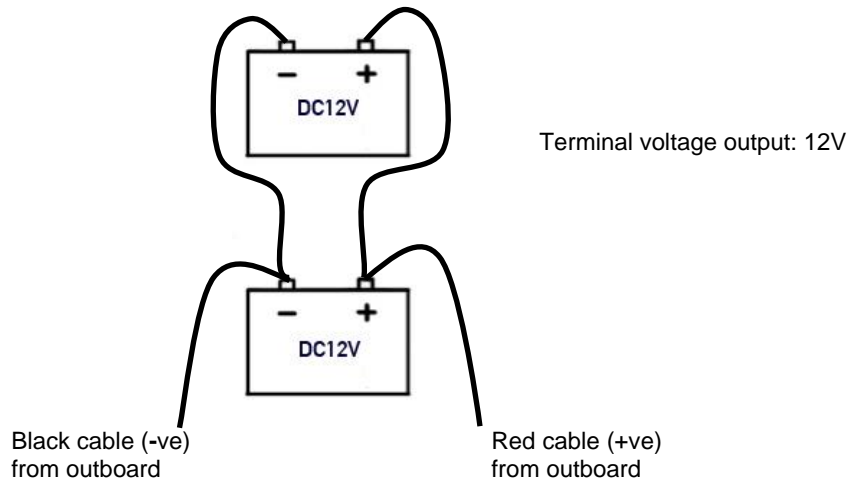 − +
DC12V
Terminal voltage output: 12V
− +
DC12V
Black cable (-ve)
from outboard
Red cable (+ve)
from outboard